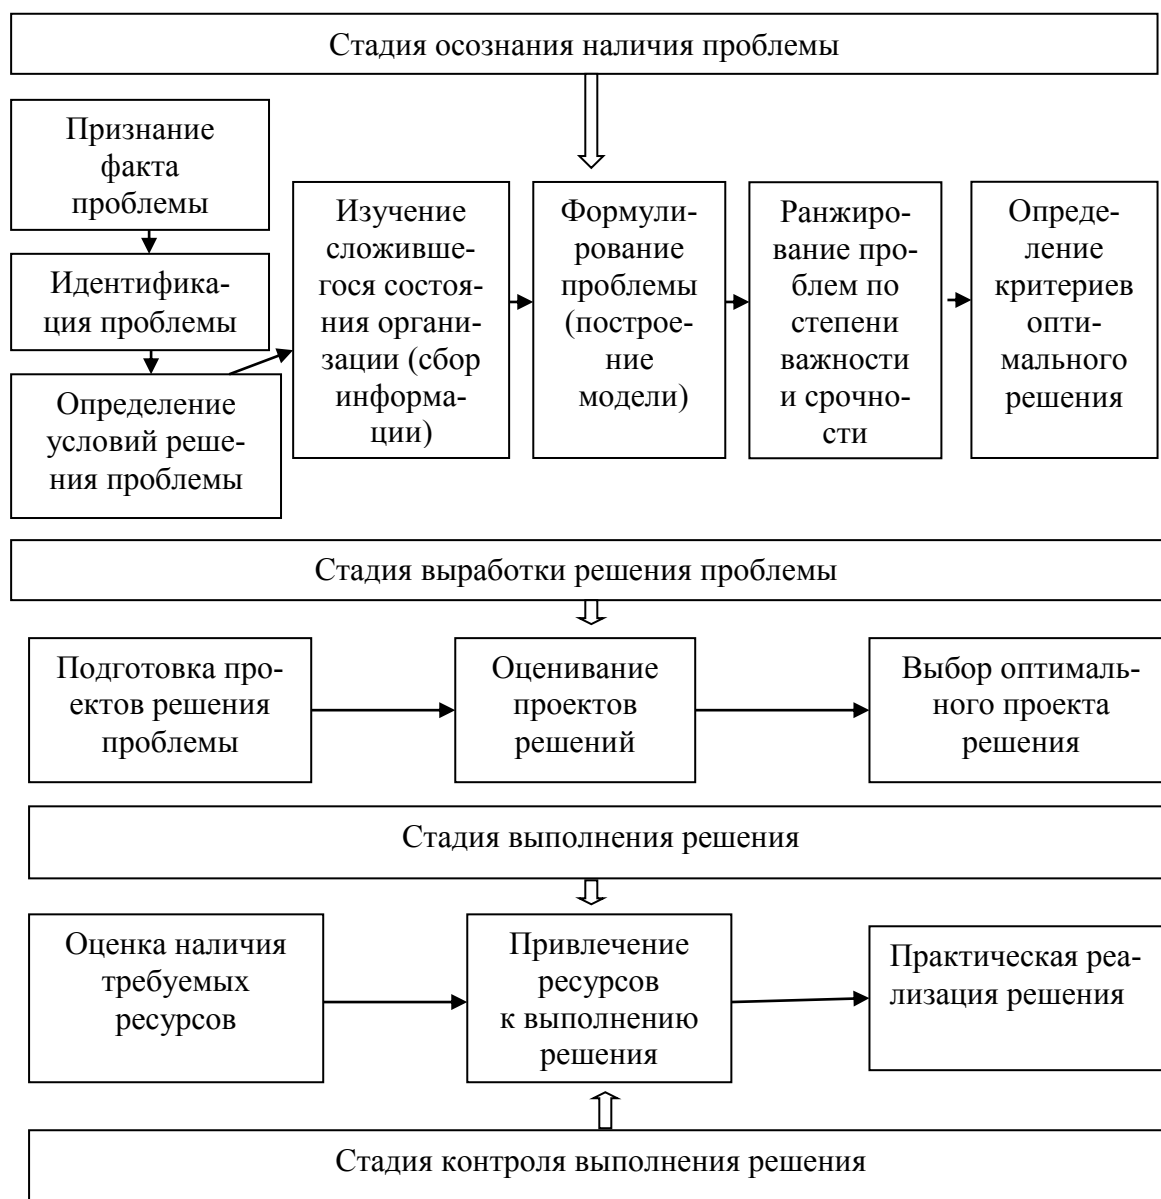 Стадия осознания наличия проблемы
Признание
факта
проблемы
Идентифика-
ция проблемы
Определение
условий реше-
ния проблемы
Изучение
сложивше-
гося состоя-
ния органи-
зации (сбор
информа-
ции)
Формули-
рование
проблемы
(построе-
ние
модели)
Ранжиро-
вание про-
блем по
степени
важности
и срочно-
сти
Опреде-
ление
критериев
опти-
мального
решения
Стадия выработки решения проблемы
Подготовка про-
ектов решения
проблемы
Оценивание
проектов
решений
Выбор оптималь-
ного проекта
решения
Стадия выполнения решения
Оценка наличия
требуемых
ресурсов
Привлечение
ресурсов
к выполнению
решения
Практическая реа-
лизация решения
Стадия контроля выполнения решения